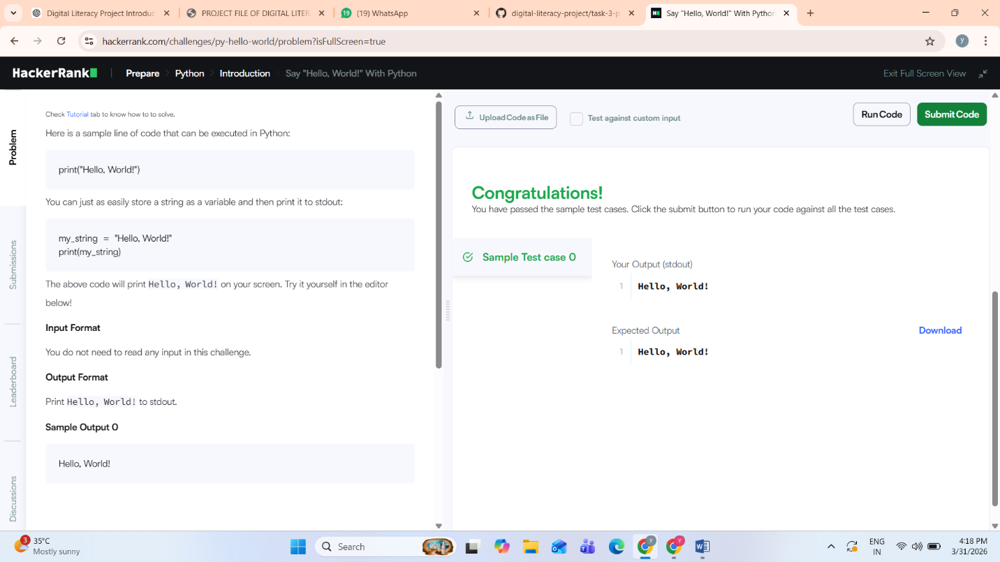 Digital Literacy Project Introduc
PROJECT FILE OF DIGITAL LITER
(19) WhatsApp
digital-literacy-project/task-3-p
Say "Hello, World!" With Python
hackerrank.com/challenges/py-hello-world/problem?isFullScreen=true
y
HackerRank
Prepare
Python
Introduction
Say "Hello, World!" With Python
Exit Full Screen View
Problem
Submissions
Leaderboard
Discussions
Check Tutorial tab to know how to to solve.
Here is a sample line of code that can be executed in Python:
print("Hello, World!")
You can just as easily store a string as a variable and then print it to stdout:
my_string = "Hello, World!"
print(my_string)
The above code will print Hello, World! on your screen. Try it yourself in the editor
below!
Input Format
You do not need to read any input in this challenge.
Output Format
Print Hello, World! to stdout.
Sample Output 0
Hello, World!
Upload Code as File
Test against custom input
Run Code
Submit Code
Congratulations!
You have passed the sample test cases. Click the submit button to run your code against all the test cases.
Sample Test case 0
Your Output (stdout)
1 Hello, World!
Expected Output
Download
1 Hello, World!
3
35°C
Mostly sunny
Search
ENG
IN
4:18 PM
3/31/2026